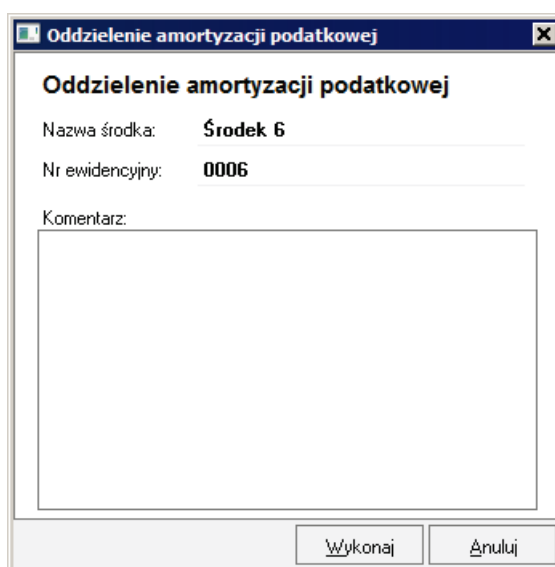 Oddzielenie amortyzacji podatkowej
Oddzielenie amortyzacji podatkowej
Nazwa środka: Środek 6
Nr ewidencyjny: 0006
Komentarz:
Wykonaj Anuluj